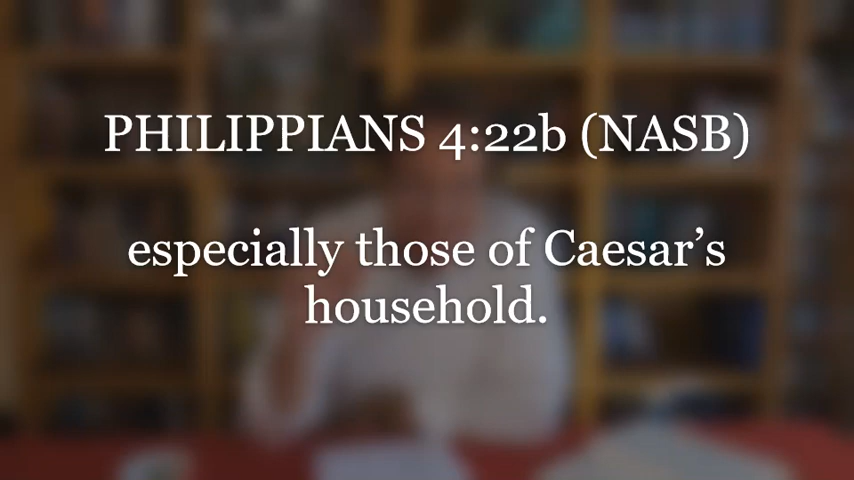 PHILIPPIANS 4:22b (NASB)
especially those of Caesar’s
household.